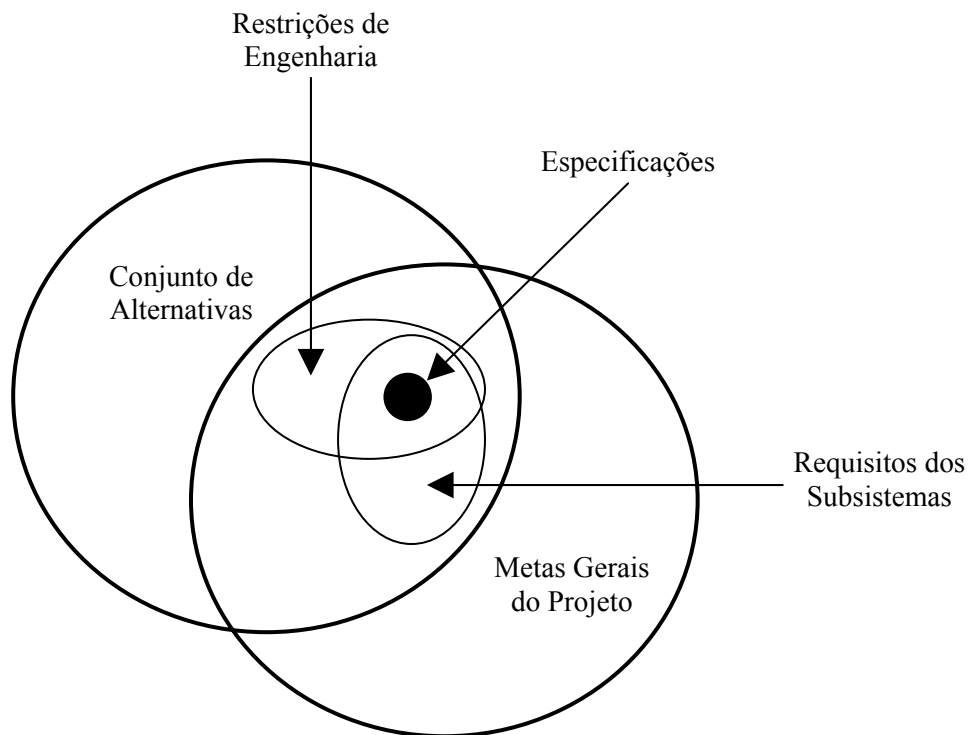 Restrições de
Engenharia
Especificações
Conjunto de
Alternativas
Requisitos dos
Subsistemas
Metas Gerais
do Projeto